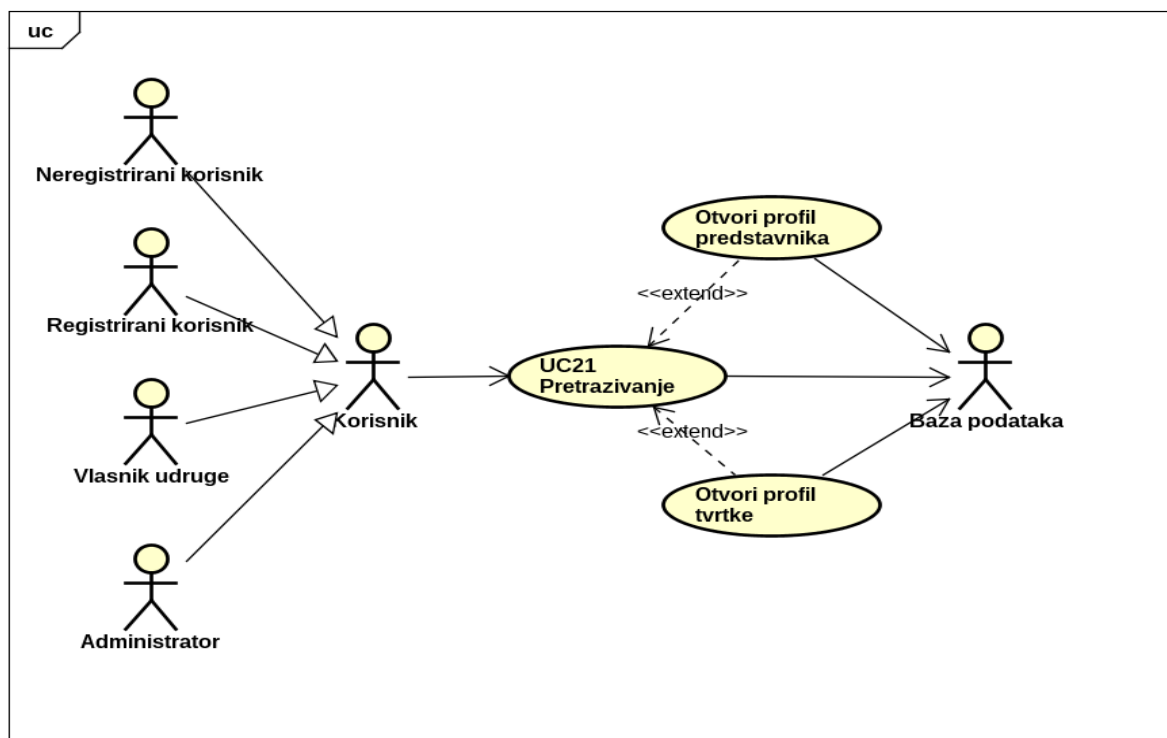 uc
Neregistrirani korisnik
Registrirani korisnik
Vlasnik udruge
Administrator
Korisnik
UC21
Pretrazivanje
<<extend>>
<<extend>>
Otvori profil
predstavnika
Otvori profil
tvrtke
Baza podataka